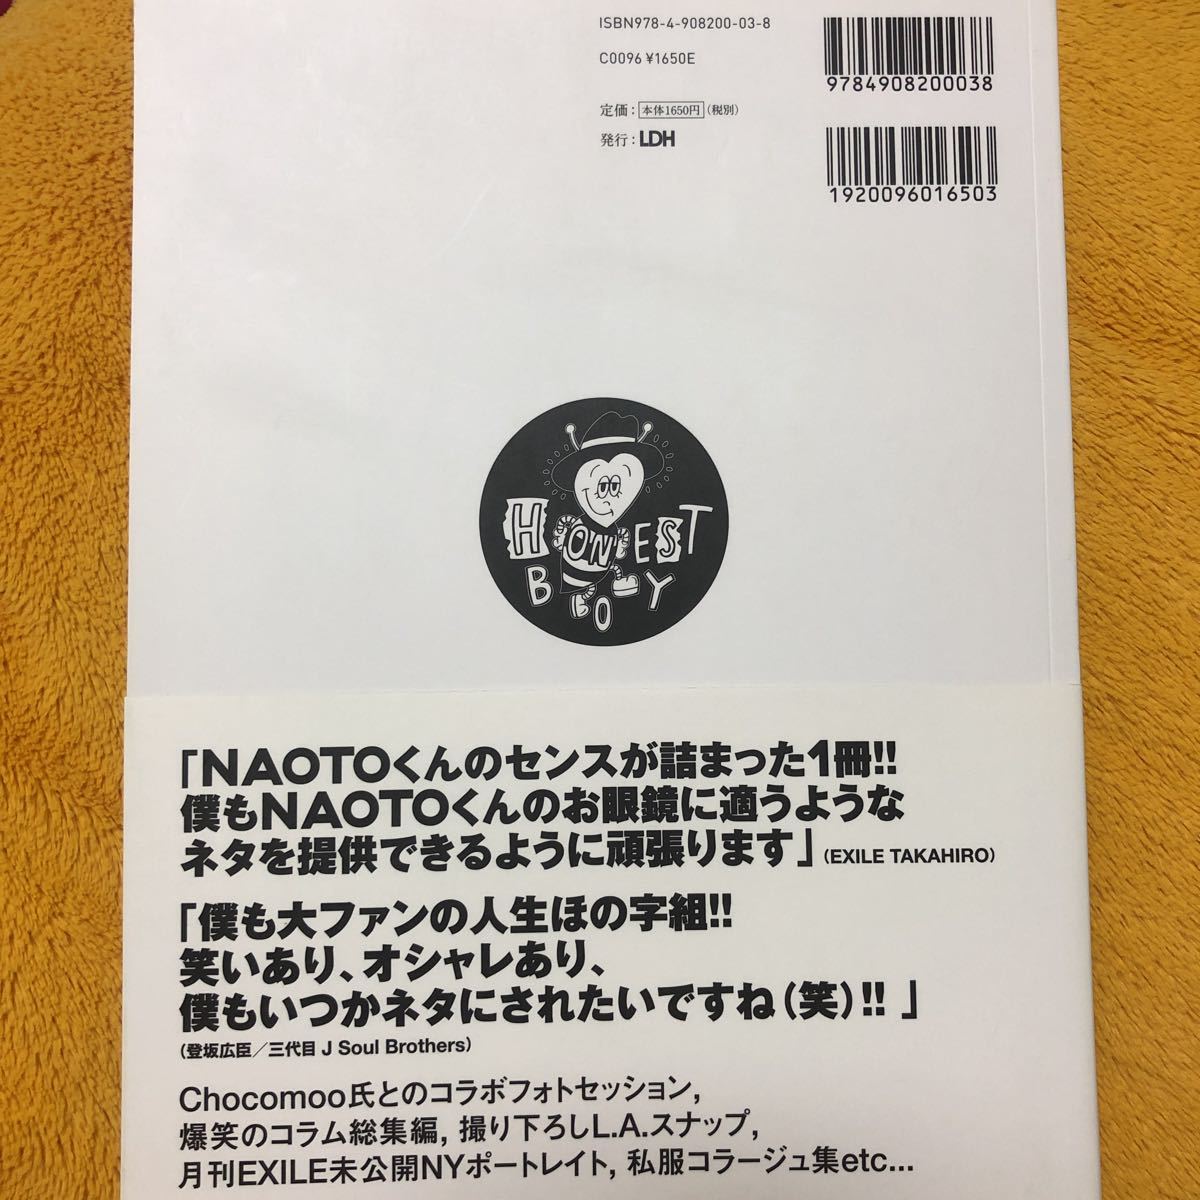 ISBN978-4-908200-03-8
C0096 ¥1650E
定価：本体1650円（税別）
発行：LDH
9784908200038
1920096016503
HONEST
BOY
「NAOTOくんのセンスが詰まった1冊!!
僕もNAOTOくんのお眼鏡に適うような
ネタを提供できるように頑張ります」（EXILE TAKAHIRO）
「僕も大ファンの人生ほの字組!!
笑いあり、オシャレあり、
僕もいつかネタにされたいですね（笑）!! 」
（登坂広臣／三代目 J Soul Brothers）
Chocomoo氏とのコラボフォトセッション,
爆笑のコラム総集編, 撮り下ろしL.A.スナップ,
月刊EXILE未公開NYポートレイト, 私服コラージュ集etc...